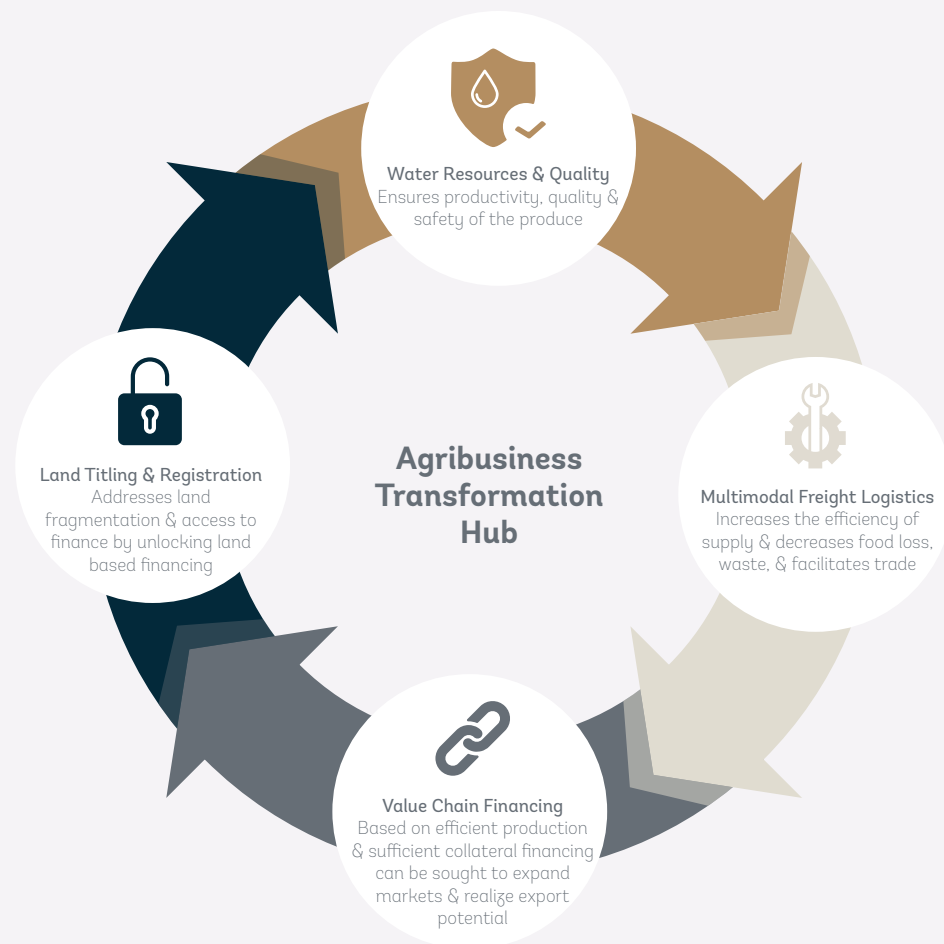 Water Resources & Quality
Ensures productivity, quality &
safety of the produce
Agribusiness
Transformation
Hub
Land Titling & Registration
Addresses land
fragmentation & access to
finance by unlocking land
based financing
Multimodal Freight Logistics
Increases the efficiency of
supply & decreases food loss,
waste, & facilitates trade
Value Chain Financing
Based on efficient production
& sufficient collateral financing
can be sought to expand
markets & realize export
potential